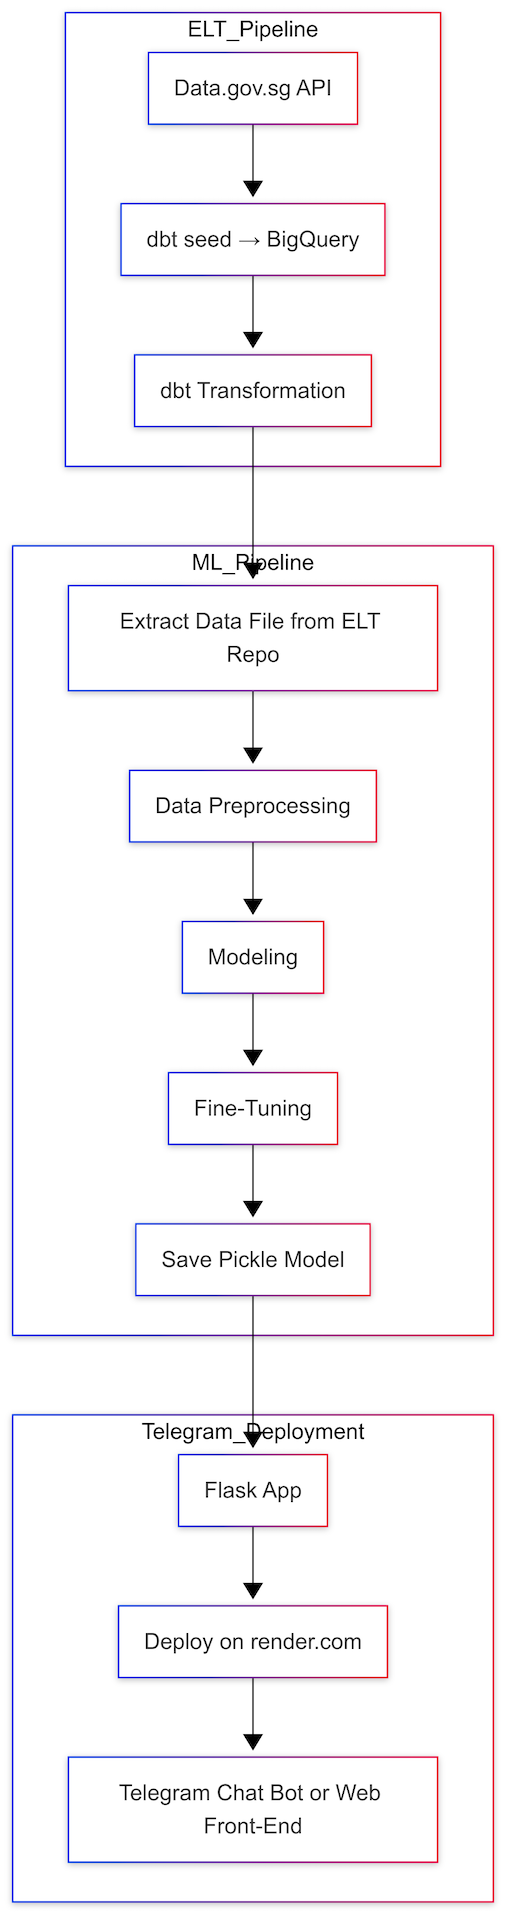 ELT_Pipeline
Data.gov.sg API
dbt seed → BigQuery
dbt Transformation
ML_Pipeline
Extract Data File from ELT
Repo
Data Preprocessing
Modeling
Fine-Tuning
Save Pickle Model
Telegram_Deployment
Flask App
Deploy on render.com
Telegram Chat Bot or Web
Front-End